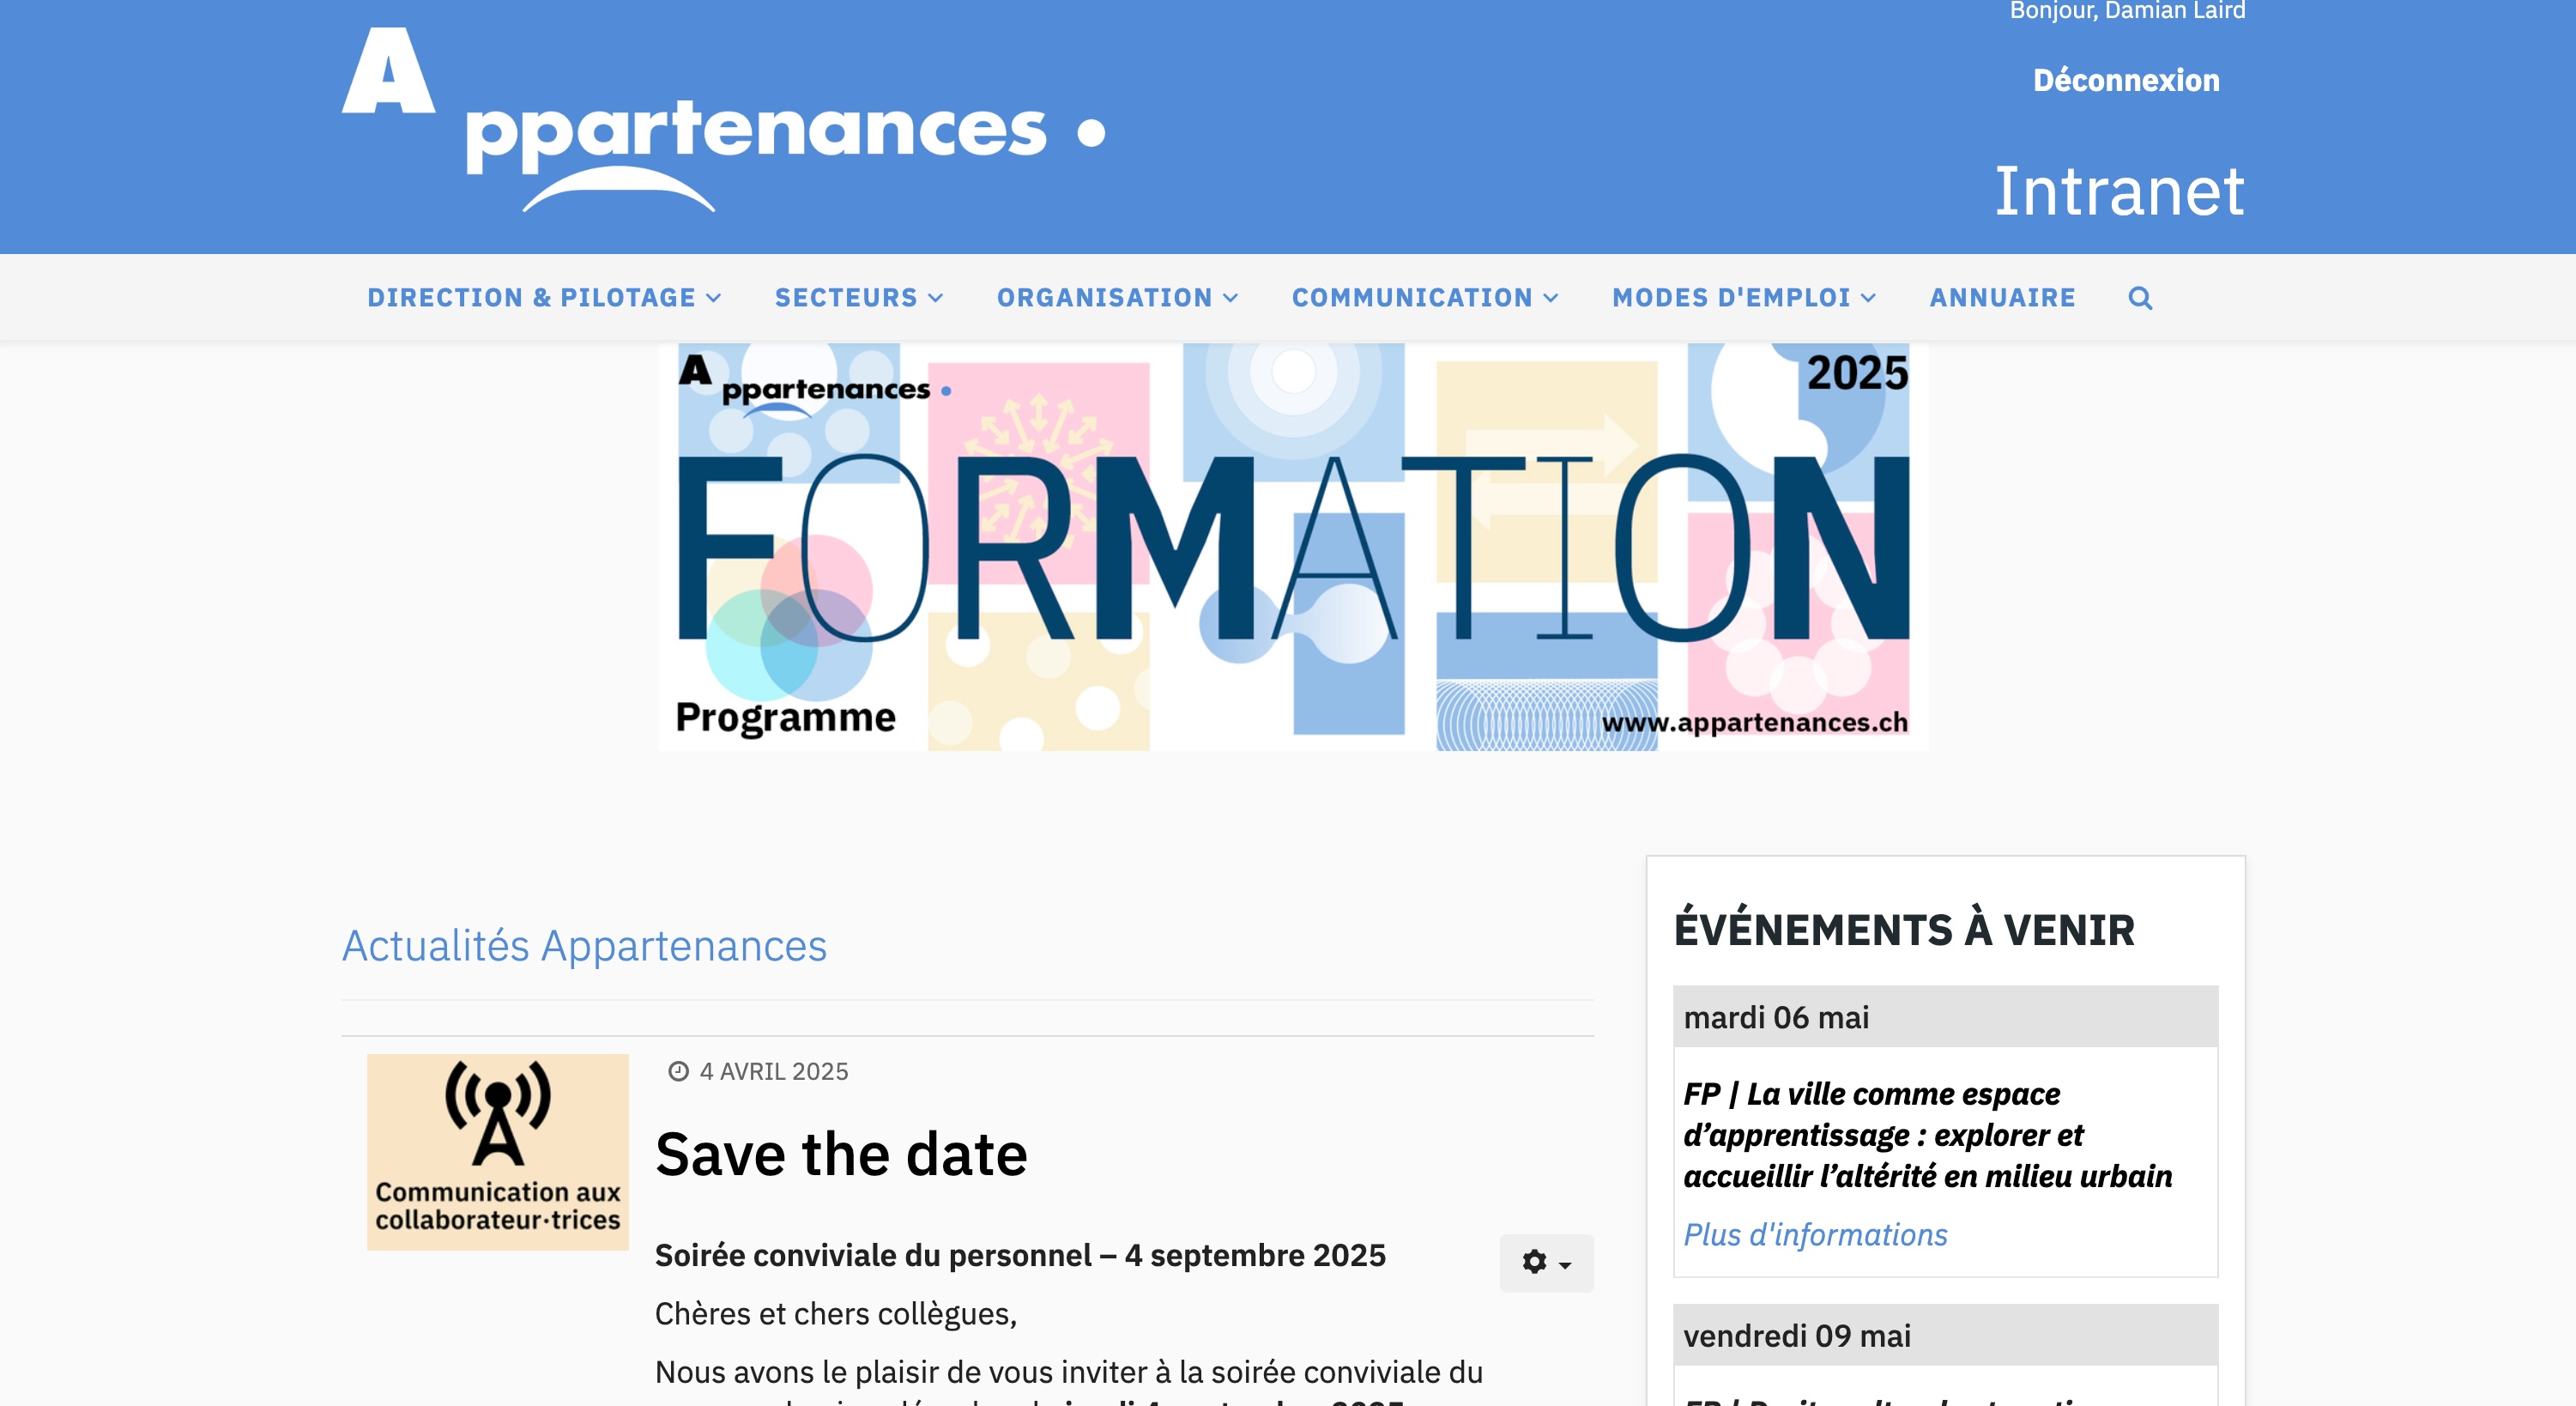 Bonjour, Damian Laird
Déconnexion
Appartenances
Intranet
DIRECTION & PILOTAGE SECTEURS ORGANISATION COMMUNICATION MODES D'EMPLOI ANNUAIRE
Appartenances
2025
FORMATION
Programme
www.appartenances.ch
Actualités Appartenances
Communication aux
collaborateur·trices
4 AVRIL 2025
Save the date
Soirée conviviale du personnel – 4 septembre 2025
Chères et chers collègues,
Nous avons le plaisir de vous inviter à la soirée conviviale du
ÉVÉNEMENTS À VENIR
mardi 06 mai
FP | La ville comme espace
d’apprentissage : explorer et
accueillir l’altérité en milieu urbain
Plus d'informations
vendredi 09 mai